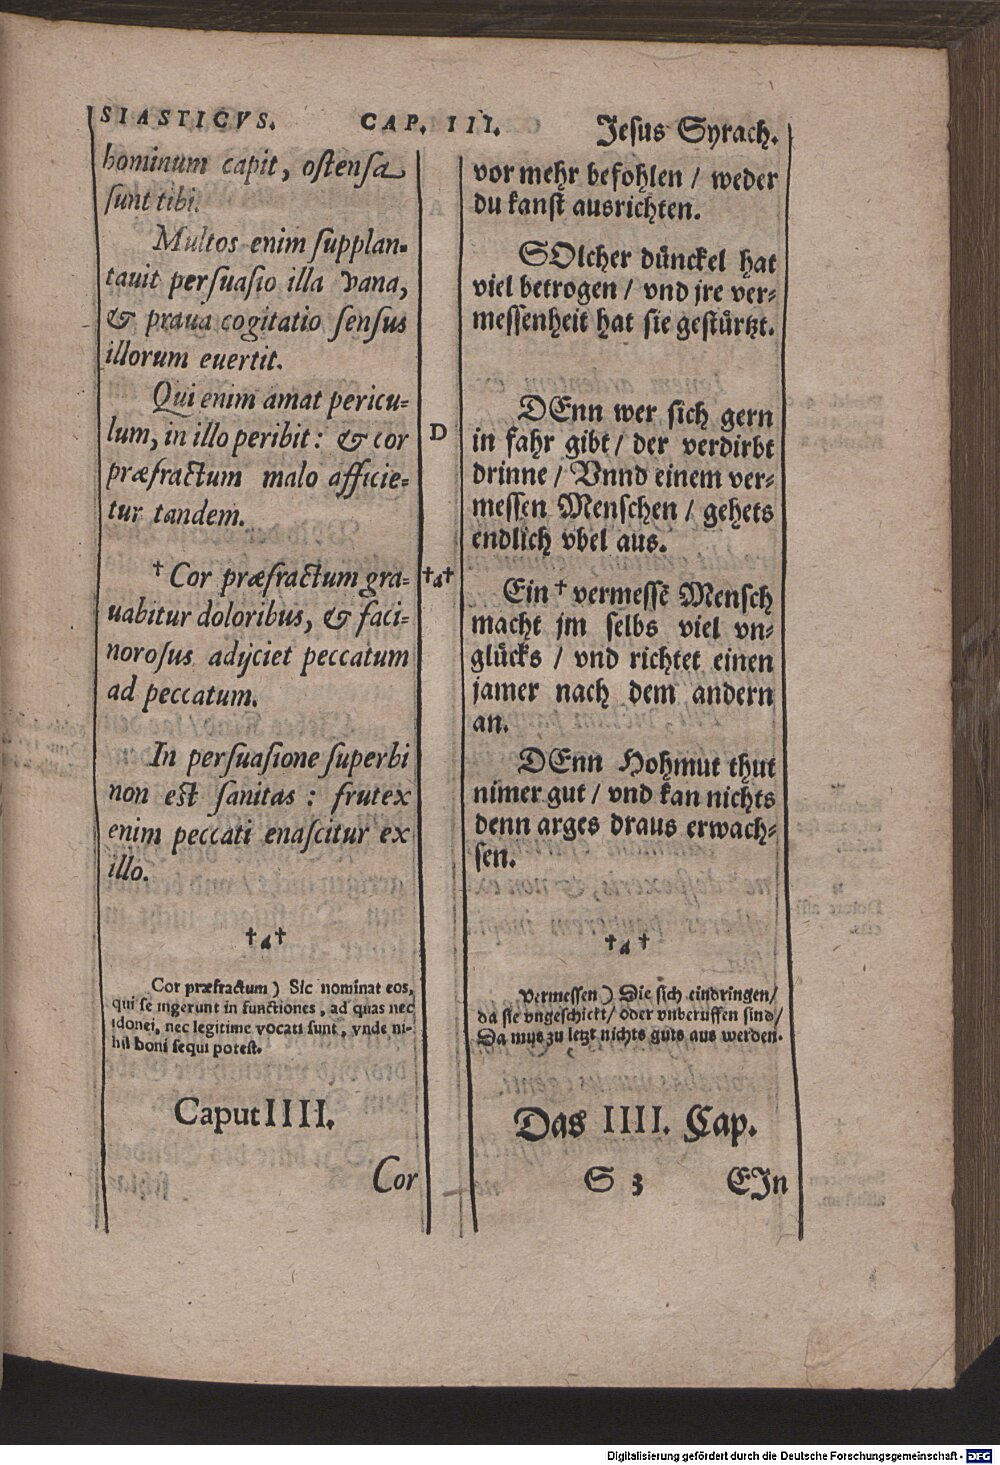 SIASTICVS. CAP. III. Jesus Syrach.
hominum capit, ostensa
sunt tibi.
Multos enim supplan-
tauit persuasio illa vana,
& praua cogitatio sensus
illorum euertit.
Qui enim amat pericu-
lum, in illo peribit: & cor
præfractum malo afficie-
tur tandem.
† Cor præfractum gra-
uabitur doloribus, & faci-
norosus adijciet peccatum
ad peccatum.
In persuasione superbi
non est sanitas: frutex
enim peccati enascitur ex
illo.
†a†
Cor præfractum) Sic nominat eos,
qui se ingerunt in functiones, ad quas nec
idonei, nec legitime vocati sunt, vnde ni-
hil boni sequi potest.
Caput IIII.
Cor
D
†a†
vor mehr befohlen / weder
du kanst ausrichten.
SOlcher dünckel hat
viel betrogen / vnd jre ver-
messenheit hat sie gestürtzt.
DEnn wer sich gern
in fahr gibt / der verdirbt
drinne / Vnnd einem ver-
messen Menschen / gehets
endlich vbel aus.
Ein † vermessē Mensch
macht jm selbs viel vn-
glücks / vnd richtet einen
jamer nach dem andern
an.
DEnn Hohmut thut
nimer gut / vnd kan nichts
denn arges draus erwach-
sen.
†a†
Vermessen) Die sich eindringen /
da sie vngeschickt / oder vnberuffen sind /
Da mus zu letzt nichts guts aus werden.
Das IIII. Cap.
S 3 EJn
Digitalisierung gefördert durch die Deutsche Forschungsgemeinschaft - DFG